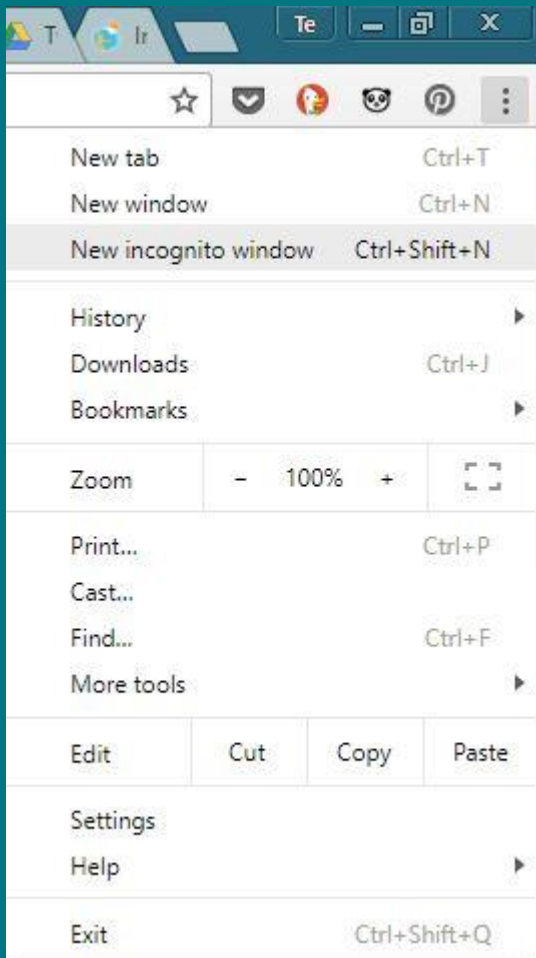 T Ir Te
New tab Ctrl+T
New window Ctrl+N
New incognito window Ctrl+Shift+N
History
Downloads Ctrl+J
Bookmarks
Zoom - 100% +
Print... Ctrl+P
Cast...
Find... Ctrl+F
More tools
Edit Cut Copy Paste
Settings
Help
Exit Ctrl+Shift+Q